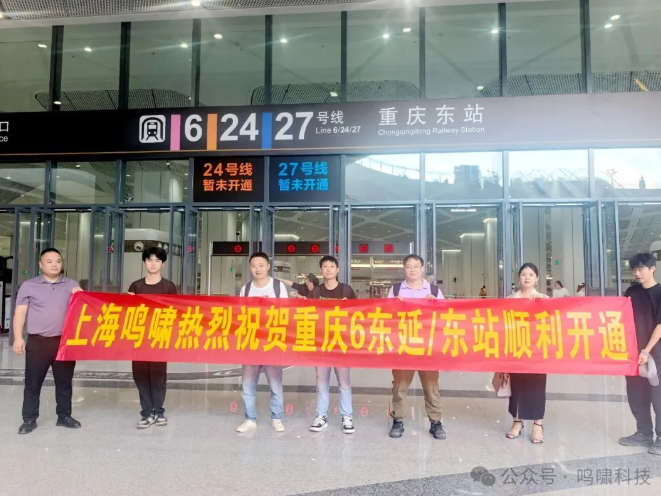 口
ce
6 24 27 号线
Line 6/24/27
重庆东站
Chongqingdong Railway Station
24号线
暂未开通
27号线
暂未开通
上海鸣啸热烈祝贺重庆6东延/东站顺利开通
公众号·鸣啸科技